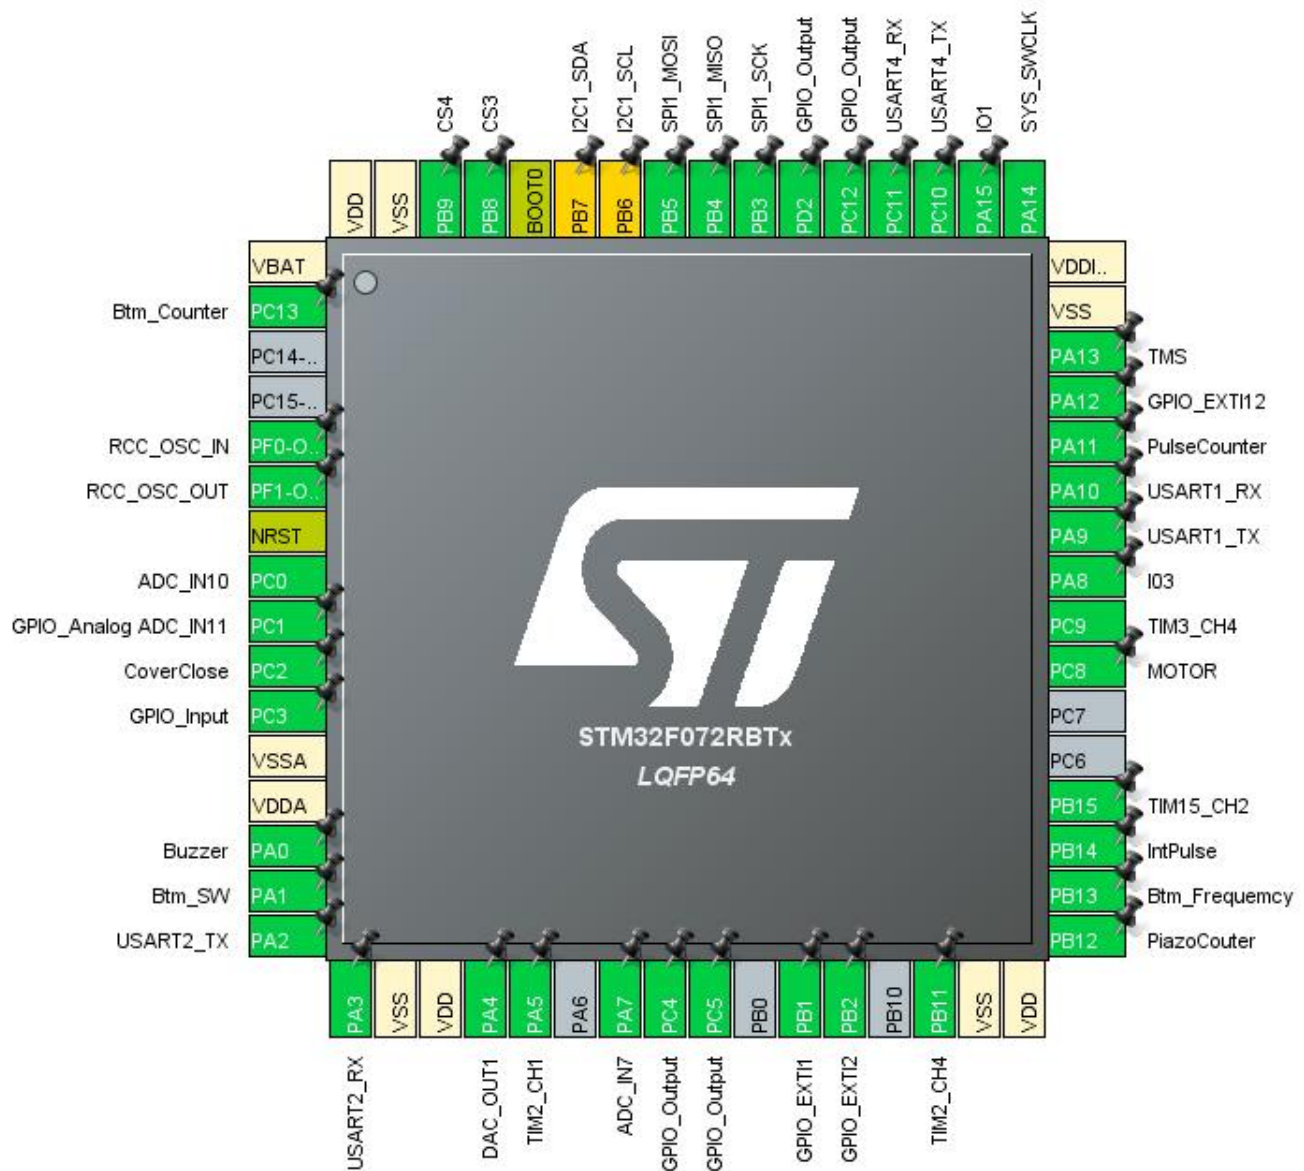 CS4
CS3
I2C1_SDA
I2C1_SCL
SPI1_MOSI
SPI1_MISO
SPI1_SCK
GPIO_Output
GPIO_Output
USART4_RX
USART4_TX
IO1
SYS_SWCLK
VDD
VSS
PB9
PB8
BOOT0
PB7
PB6
PB5
PB4
PB3
PD2
PC12
PC11
PC10
PA15
PA14
VBAT
Btm_Counter PC13
PC14-..
PC15-..
RCC_OSC_IN PF0-O..
RCC_OSC_OUT PF1-O..
NRST
ADC_IN10 PC0
GPIO_Analog ADC_IN11 PC1
CoverClose PC2
GPIO_Input PC3
VSSA
VDDA
Buzzer PA0
Btm_SW PA1
USART2_TX PA2
ST
STM32F072RBTx
LQFP64
VDDI..
VSS
PA13 TMS
PA12 GPIO_EXTI12
PA11 PulseCounter
PA10 USART1_RX
PA9 USART1_TX
PA8 I03
PC9 TIM3_CH4
PC8 MOTOR
PC7
PC6
PB15 TIM15_CH2
PB14 IntPulse
PB13 Btm_Frequemcy
PB12 PiazoCouter
PA3
VSS
VDD
PA4
PA5
PA6
PA7
PC4
PC5
PB0
PB1
PB2
PB10
PB11
VSS
VDD
USART2_RX
DAC_OUT1
TIM2_CH1
ADC_IN7
GPIO_Output
GPIO_Output
GPIO_EXTI1
GPIO_EXTI2
TIM2_CH4